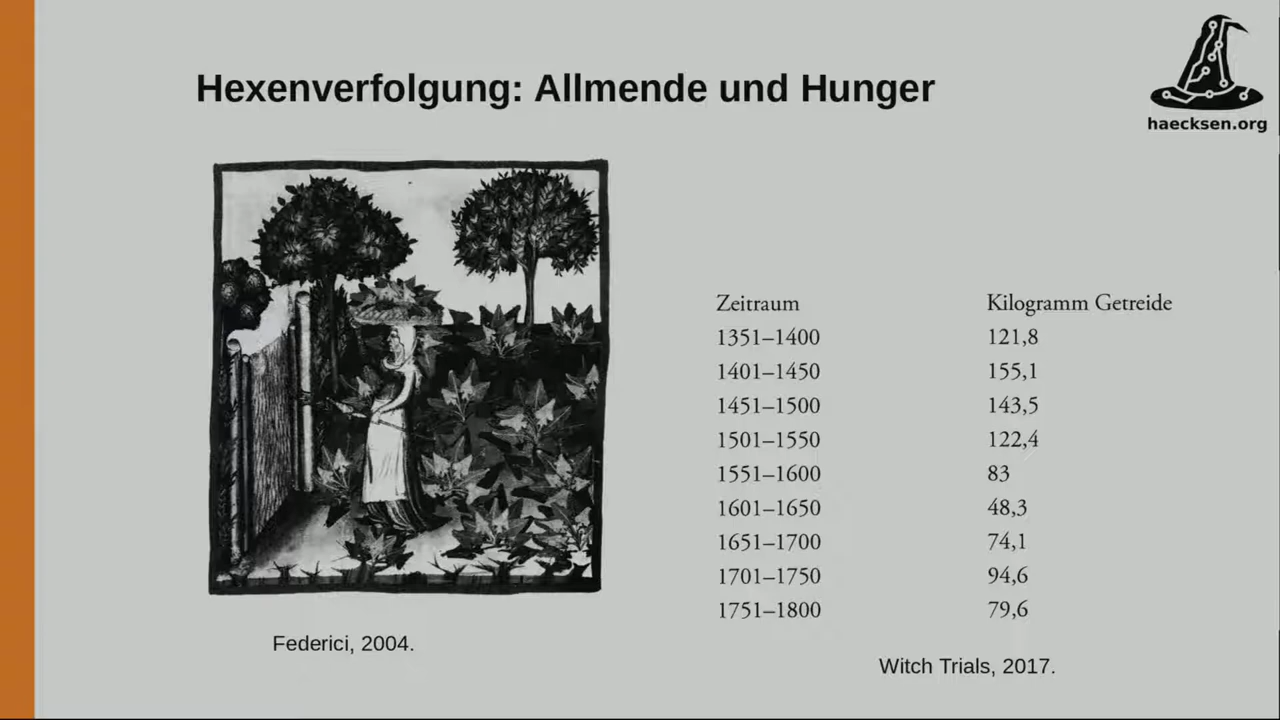 Hexenverfolgung: Allmende und Hunger
haecksen.org
Zeitraum Kilogramm Getreide
1351–1400 121,8
1401–1450 155,1
1451–1500 143,5
1501–1550 122,4
1551–1600 83
1601–1650 48,3
1651–1700 74,1
1701–1750 94,6
1751–1800 79,6
Federici, 2004.
Witch Trials, 2017.